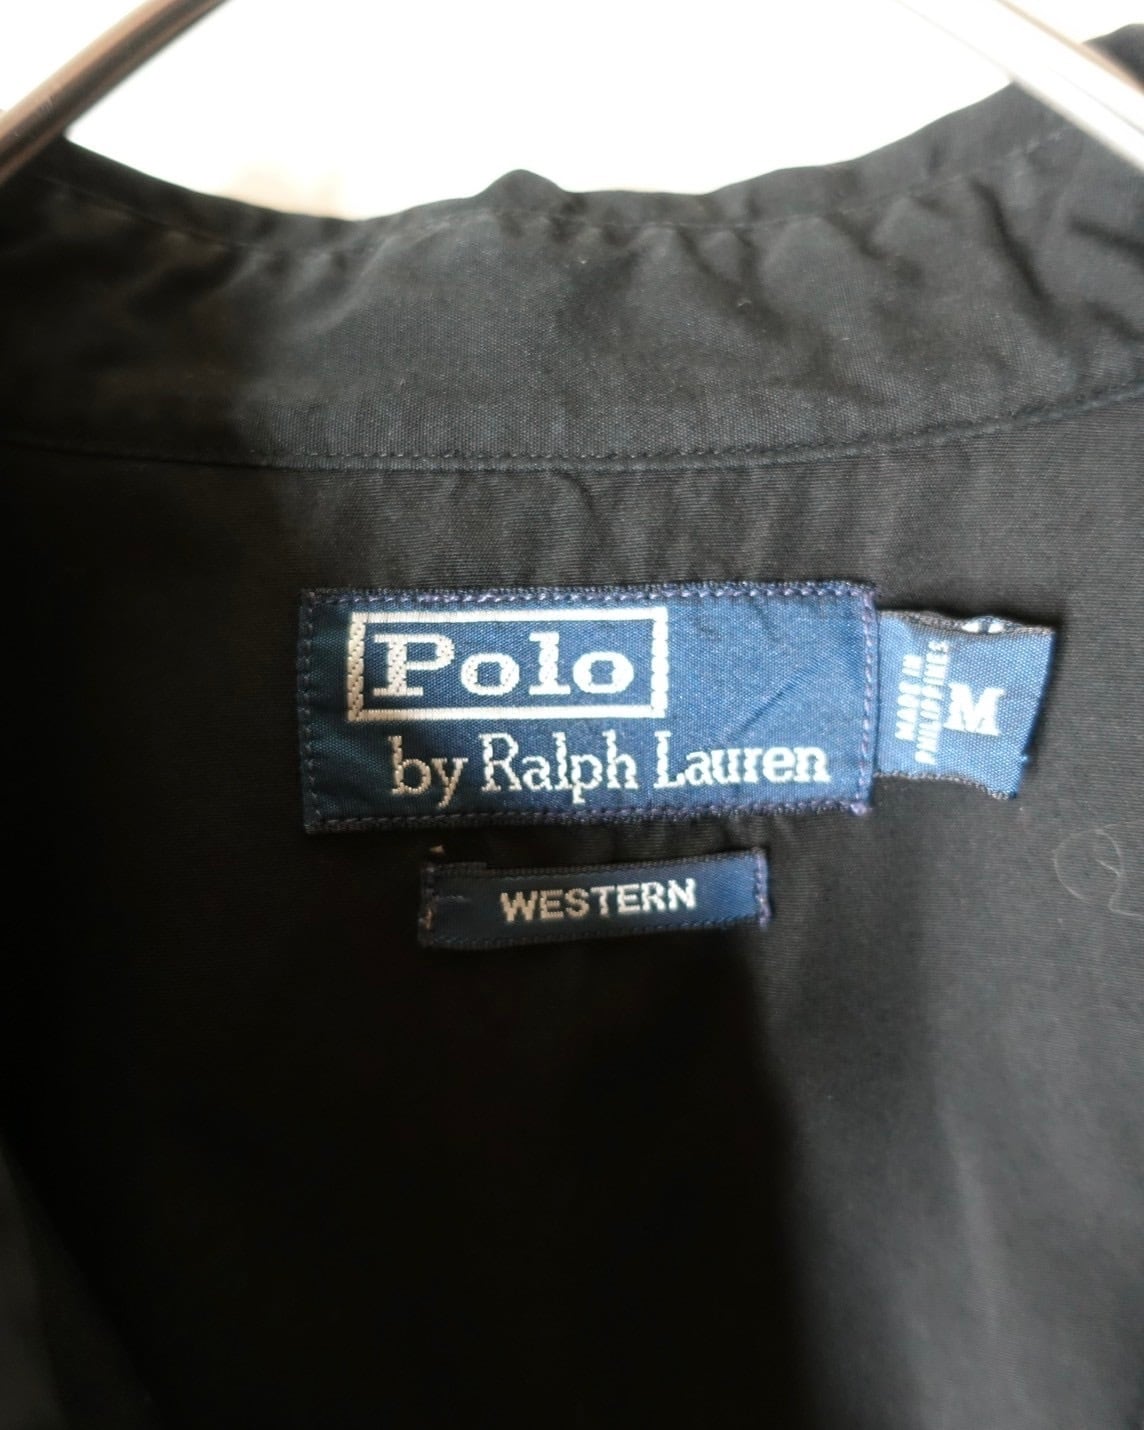 Polo
by Ralph Lauren
MADE IN
PHILIPPINES
M
WESTERN